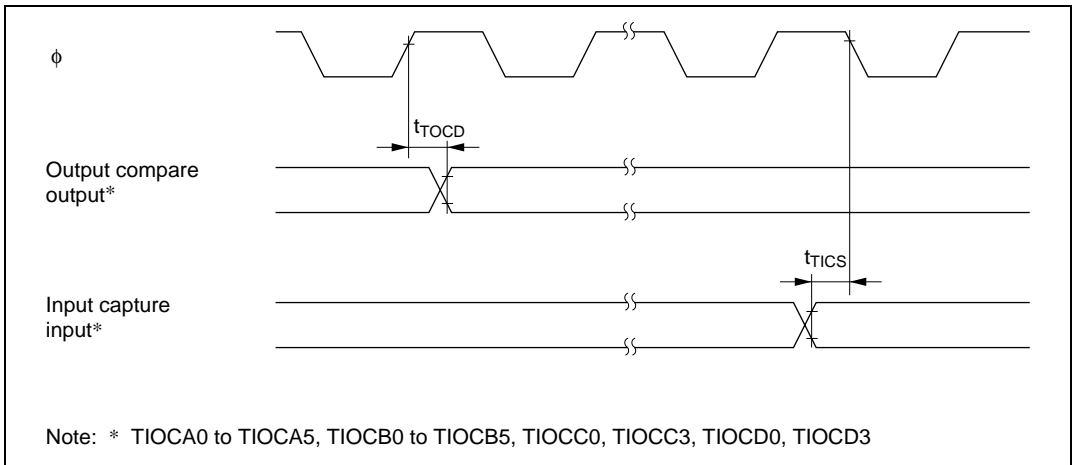 ϕ
tTOCD
Output compare
output*
tTICS
Input capture
input*
Note: * TIOCA0 to TIOCA5, TIOCB0 to TIOCB5, TIOCC0, TIOCC3, TIOCD0, TIOCD3